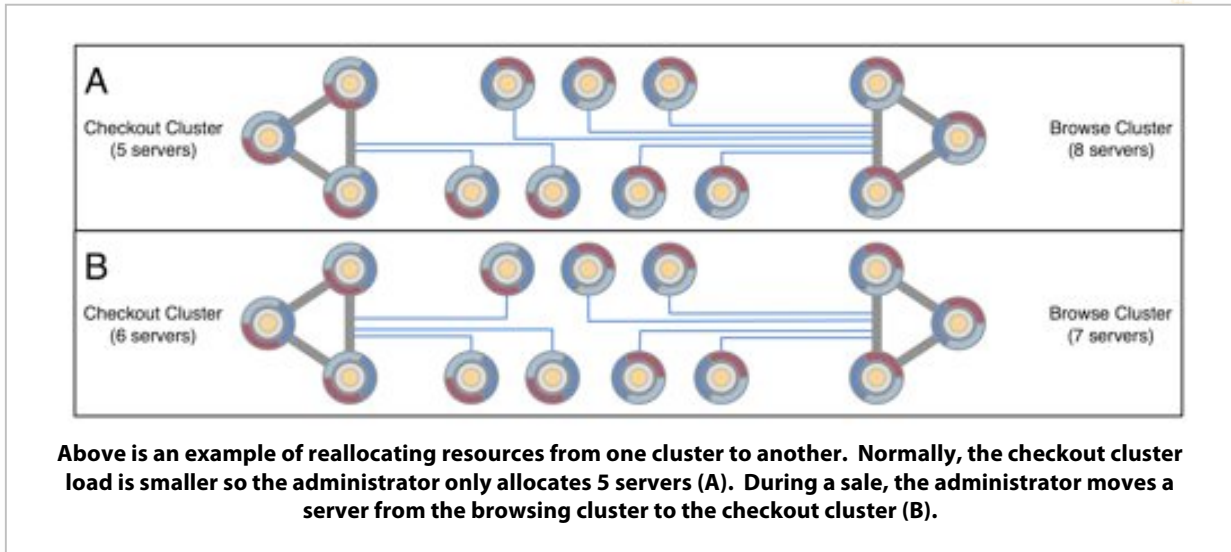 A
Checkout Cluster
(5 servers)
Browse Cluster
(8 servers)
B
Checkout Cluster
(6 servers)
Browse Cluster
(7 servers)
Above is an example of reallocating resources from one cluster to another.  Normally, the checkout cluster
load is smaller so the administrator only allocates 5 servers (A).  During a sale, the administrator moves a
server from the browsing cluster to the checkout cluster (B).